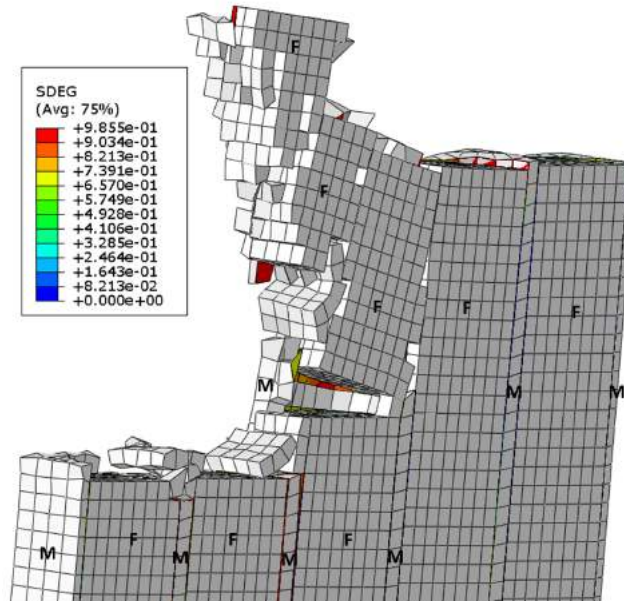 F
SDEG
(Avg: 75%)
+9.855e-01
+9.034e-01
+8.213e-01
+7.391e-01
+6.570e-01
+5.749e-01
+4.928e-01
+4.106e-01
+3.285e-01
+2.464e-01
+1.643e-01
+8.213e-02
+0.000e+00
F
F
F
F
M
M
M
M
F
M
F
M
F
M